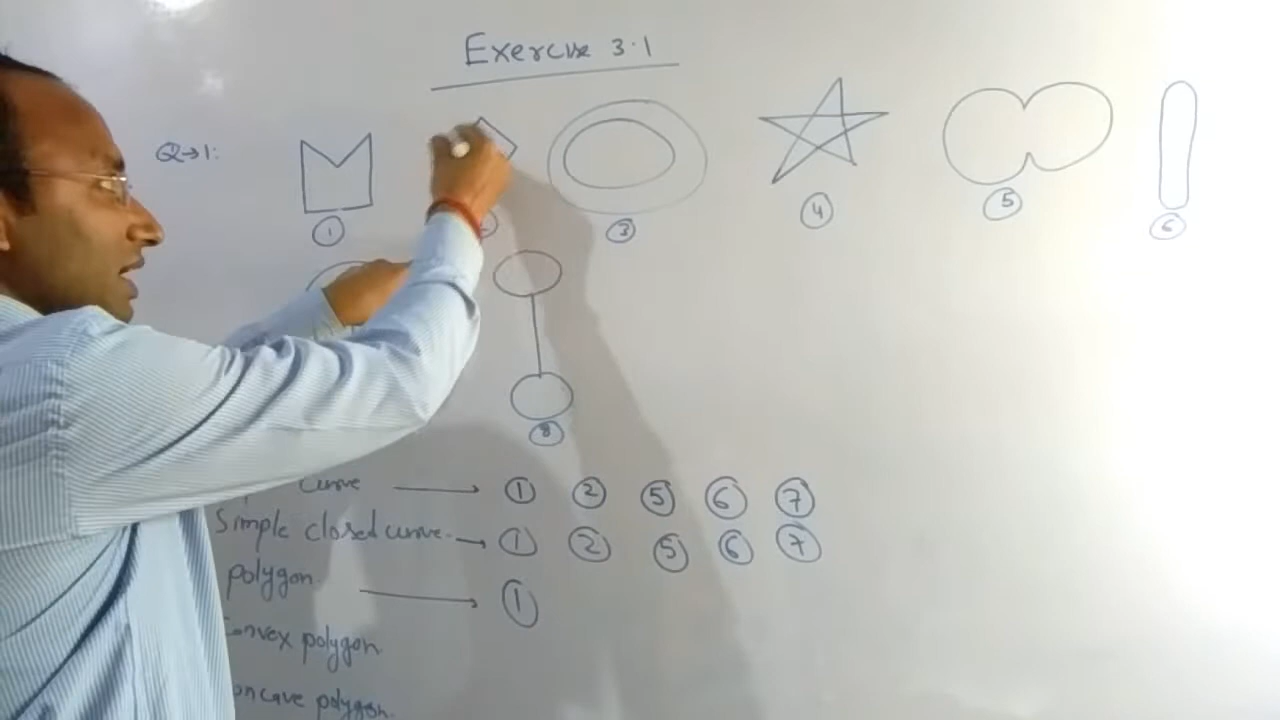 Exercise 3.1
Q→1:
① ③ ④ ⑤ ⑥
⑧
curve → ① ② ⑤ ⑥ ⑦
Simple closed curve. → ① ② ⑤ ⑥ ⑦
polygon → ①
Convex polygon
oncave polygon.